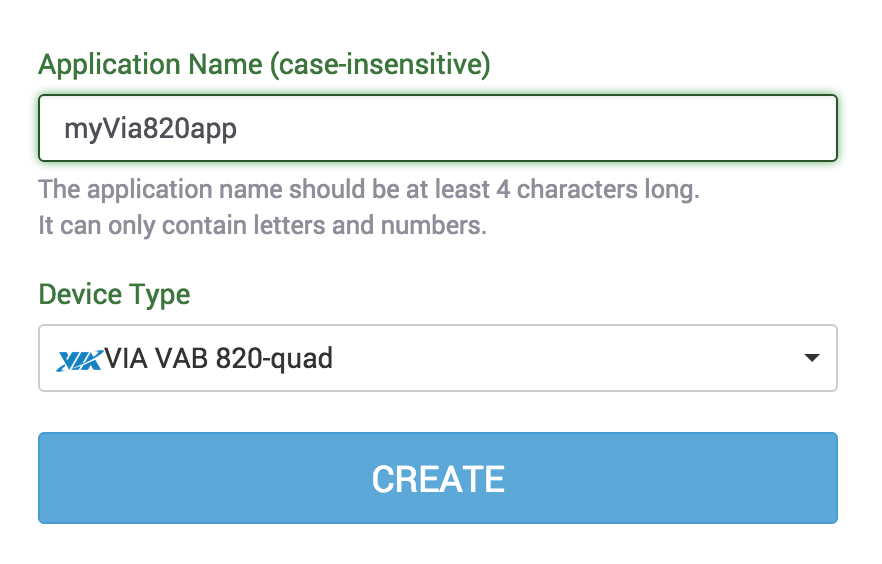 Application Name (case-insensitive)
myVia820app
The application name should be at least 4 characters long.
It can only contain letters and numbers.
Device Type
VIA VIA VAB 820-quad
CREATE